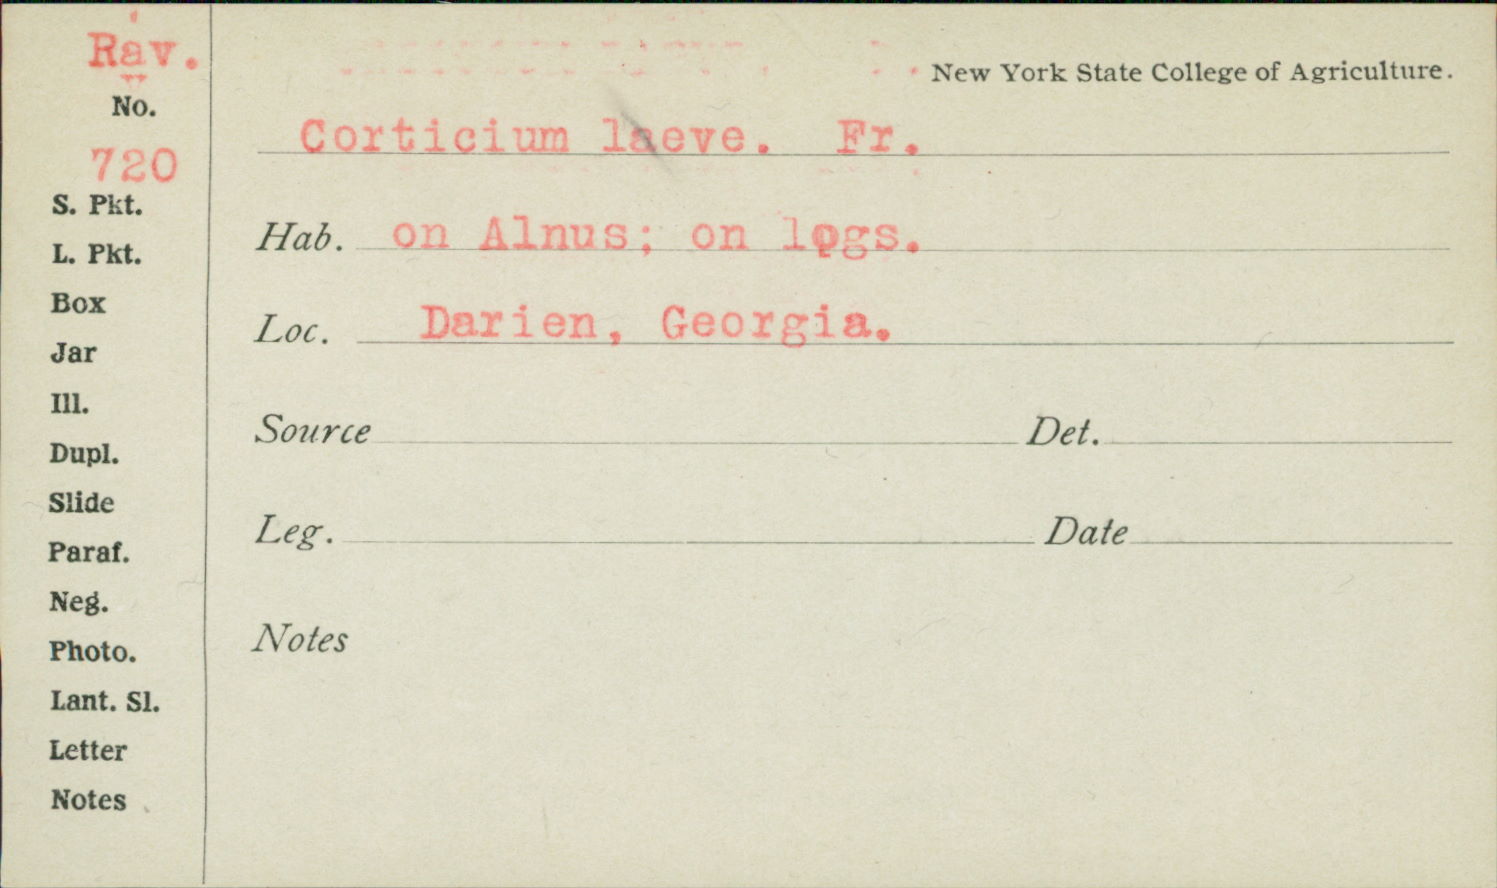 Rav.
No.
720
S. Pkt.
L. Pkt.
Box
Jar
Ill.
Dupl.
Slide
Paraf.
Neg.
Photo.
Lant. Sl.
Letter
Notes
New York State College of Agriculture.
Corticium laeve. Fr.
Hab. on Alnus; on logs.
Loc. Darien, Georgia.
Source Det.
Leg. Date
Notes